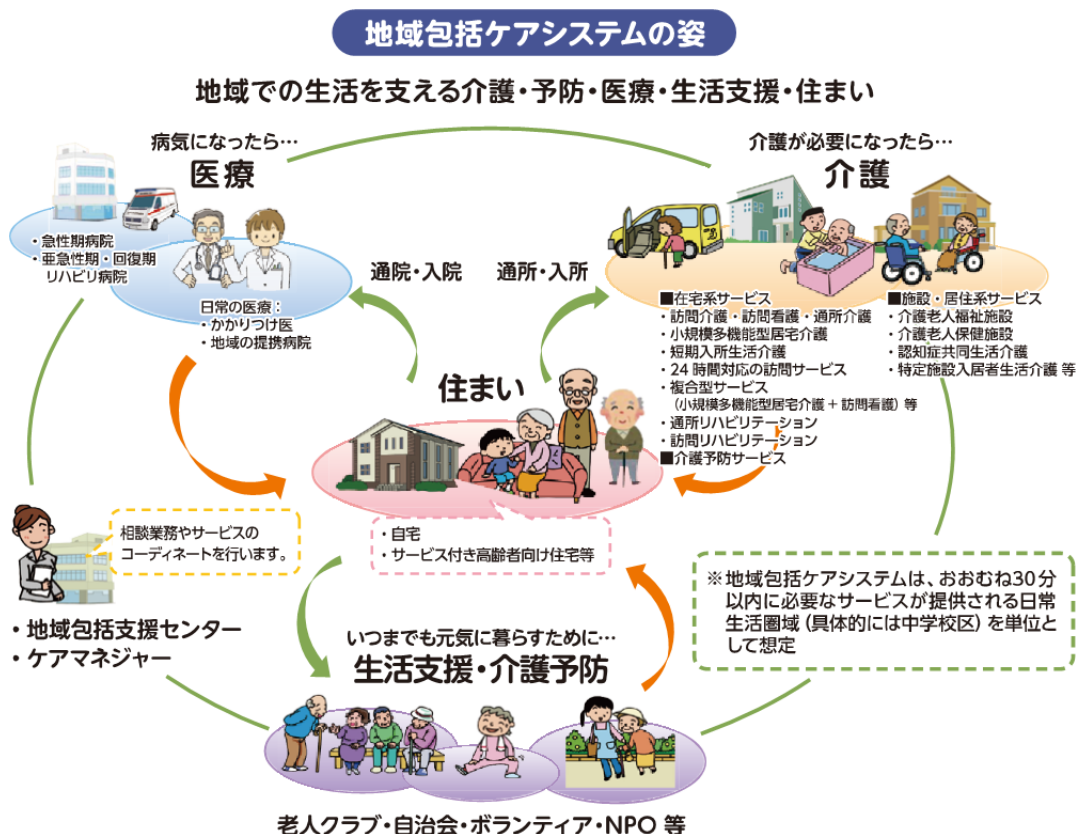 地域包括ケアシステムの姿
地域での生活を支える介護・予防・医療・生活支援・住まい
病気になったら…
医療
・急性期病院
・亜急性期・回復期
リハビリ病院
日常の医療：
・かかりつけ医
・地域の提携病院
通院・入院
通所・入所
介護が必要になったら…
介護
■在宅系サービス
・訪問介護・訪問看護・通所介護
・小規模多機能型居宅介護
・短期入所生活介護
・24時間対応の訪問サービス
・複合型サービス
（小規模多機能型居宅介護＋訪問看護）等
・通所リハビリテーション
・訪問リハビリテーション
■介護予防サービス
■施設・居住系サービス
・介護老人福祉施設
・介護老人保健施設
・認知症共同生活介護
・特定施設入居者生活介護 等
住まい
・自宅
・サービス付き高齢者向け住宅等
相談業務やサービスの
コーディネートを行います。
・地域包括支援センター
・ケアマネジャー
いつまでも元気に暮らすために…
生活支援・介護予防
老人クラブ・自治会・ボランティア・NPO 等
※地域包括ケアシステムは、おおむね30分
以内に必要なサービスが提供される日常
生活圏域（具体的には中学校区）を単位と
して想定